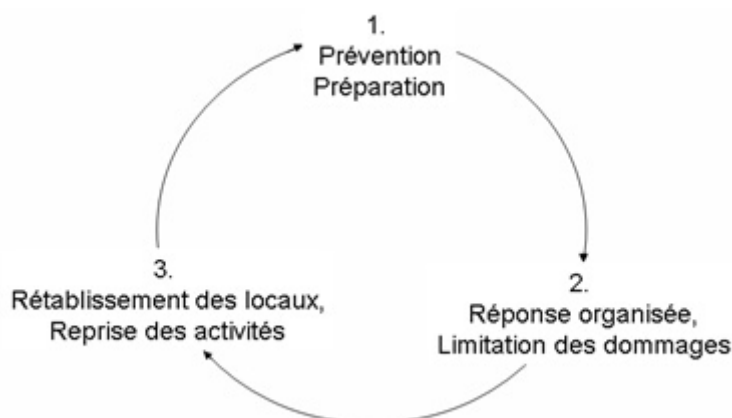 1.
Prévention
Préparation
2.
Réponse organisée,
Limitation des dommages
3.
Rétablissement des locaux,
Reprise des activités